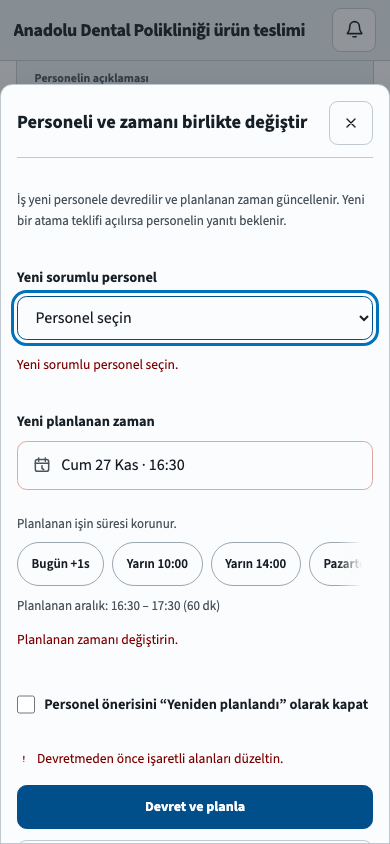 Anadolu Dental Polikliniği ürün teslimi
Personelin açıklaması
Personeli ve zamanı birlikte değiştir
İş yeni personele devredilir ve planlanan zaman güncellenir. Yeni
bir atama teklifi açılırsa personelin yanıtı beklenir.
Yeni sorumlu personel
Personel seçin
Yeni sorumlu personel seçin.
Yeni planlanan zaman
Cum 27 Kas · 16:30
Planlanan işin süresi korunur.
Bugün +1s
Yarın 10:00
Yarın 14:00
Planlanan aralık: 16:30 – 17:30 (60 dk)
Planlanan zamanı değiştirin.
Personel önerisini “Yeniden planlandı” olarak kapat
! Devretmeden önce işaretli alanları düzeltin.
Devret ve planla